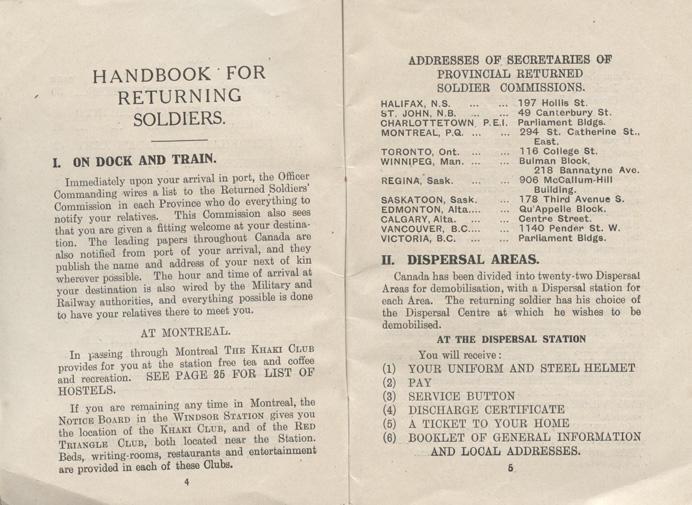 HANDBOOK FOR
RETURNING
SOLDIERS.
I. ON DOCK AND TRAIN.
Immediately upon your arrival in port, the Officer
Commanding wires a list to the Returned Soldiers'
Commission in each Province who do everything to
notify your relatives. This Commission also sees
that you are given a fitting welcome at your destina-
tion. The leading papers throughout Canada are
also notified from port of your arrival, and they
publish the name and address of your next of kin
wherever possible. The hour and time of arrival at
your destination is also wired by the Military and
Railway authorities, and everything possible is done
to have your relatives there to meet you.
AT MONTREAL.
In passing through Montreal THE KHAKI CLUB
provides for you at the station free tea and coffee
and recreation. SEE PAGE 25 FOR LIST OF
HOSTELS.
If you are remaining any time in Montreal, the
NOTICE BOARD in the WINDSOR STATION gives you
the location of the KHAKI CLUB, and of the RED
TRIANGLE CLUB, both located near the Station.
Beds, writing-rooms, restaurants and entertainment
are provided in each of these Clubs.
4
ADDRESSES OF SECRETARIES OF
PROVINCIAL RETURNED
SOLDIER COMMISSIONS.
HALIFAX, N.S. ... ... 197 Hollis St.
ST. JOHN, N.B. ... ... 49 Canterbury St.
CHARLOTTETOWN, P.E.I. Parliament Bldgs.
MONTREAL, P.Q. ... ... 294 St. Catherine St.,
East.
TORONTO, Ont. ... ... 116 College St.
WINNIPEG, Man. ... ... Bulman Block,
218 Bannatyne Ave.
REGINA, Sask. ... ... 906 McCallum-Hill
Building.
SASKATOON, Sask. ... 178 Third Avenue S.
EDMONTON, Alta.... ... Qu'Appelle Block.
CALGARY, Alta. ... ... Centre Street.
VANCOUVER, B.C.... ... 1140 Pender St. W.
VICTORIA, B.C. ... ... Parliament Bldgs.
II. DISPERSAL AREAS.
Canada has been divided into twenty-two Dispersal
Areas for demobilisation, with a Dispersal station for
each Area. The returning soldier has his choice of
the Dispersal Centre at which he wishes to be
demobilised.
AT THE DISPERSAL STATION
You will receive:
(1) YOUR UNIFORM AND STEEL HELMET
(2) PAY
(3) SERVICE BUTTON
(4) DISCHARGE CERTIFICATE
(5) A TICKET TO YOUR HOME
(6) BOOKLET OF GENERAL INFORMATION
AND LOCAL ADDRESSES.
5